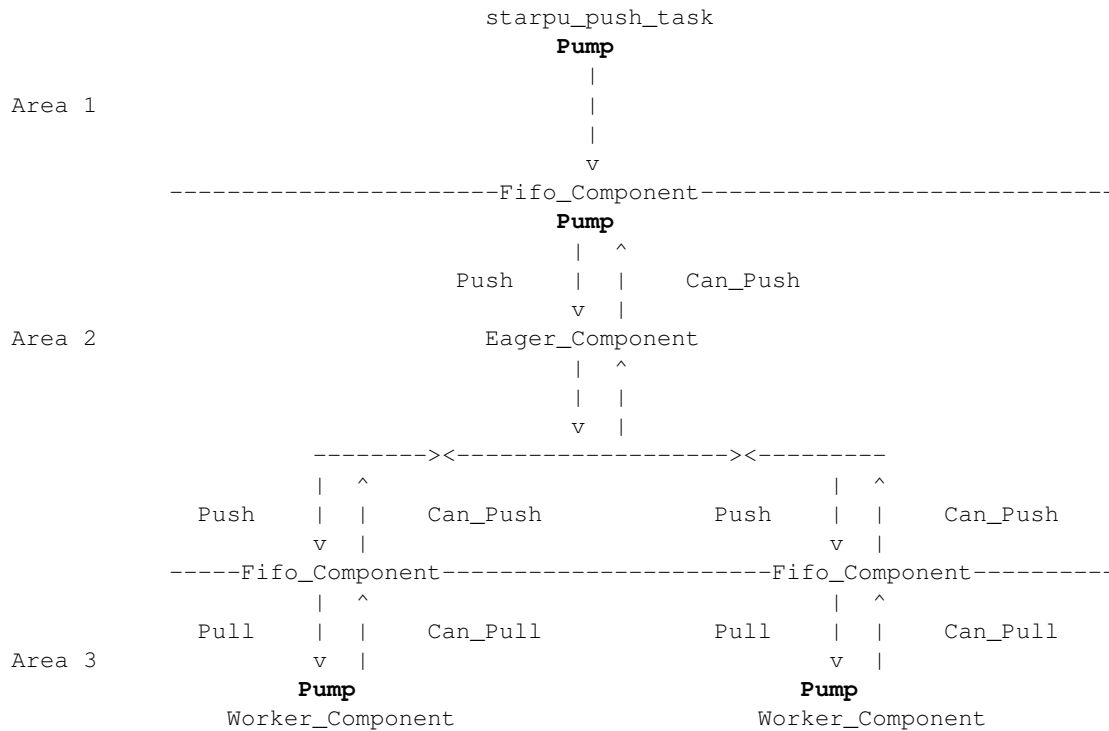 starpu_push_task
Pump
|
Area 1 |
|
v
-----------------------Fifo_Component-----------------------------
Pump
| ^
Push | | Can_Push
v |
Area 2 Eager_Component
| ^
| |
v |
--------><-------------------><---------
| ^ | ^
Push | | Can_Push Push | | Can_Push
v | v |
-----Fifo_Component-----------------------Fifo_Component----------
| ^ | ^
Pull | | Can_Pull Pull | | Can_Pull
Area 3 v | v |
Pump Pump
Worker_Component Worker_Component